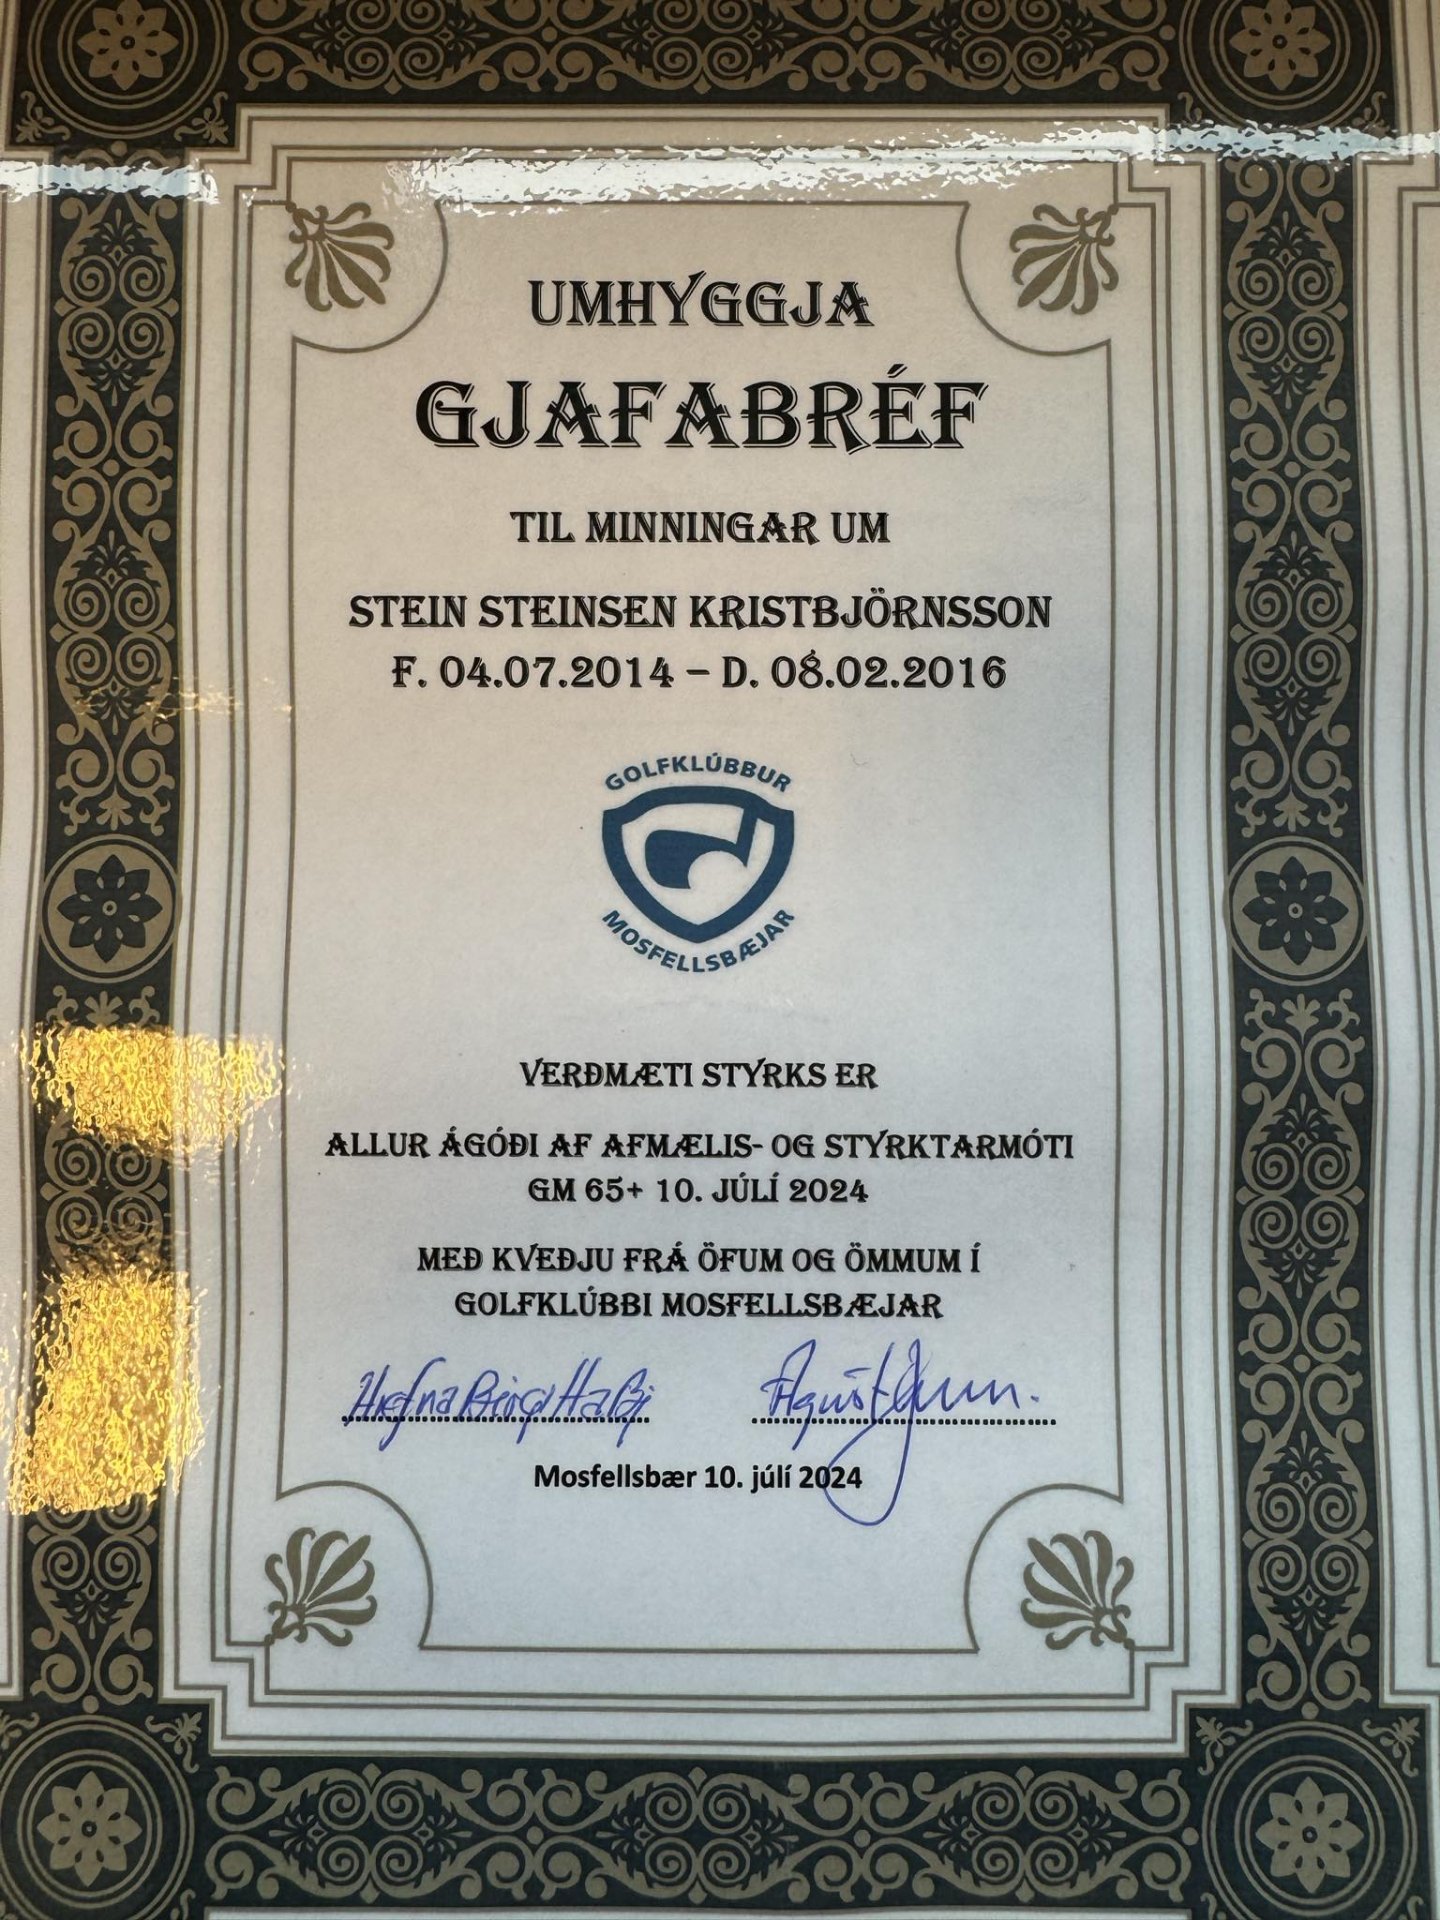 UMHYGGJA
GJAFABRÉF
TIL MINNINGAR UM
STEIN STEINSEN KRISTBJÖRNSSON
F. 04.07.2014 – D. 08.02.2016
GOLFKLÚBBUR
MOSFELLSBÆJAR
VERÐMÆTI STYRKS ER
ALLUR ÁGÓÐI AF AFMÆLIS- OG STYRKTARMÓTI
GM 65+ 10. JÚLÍ 2024
MEÐ KVEÐJU FRÁ ÖFUM OG ÖMMUM Í
GOLFKLÚBBI MOSFELLSBÆJAR
Hrefna
Mosfellsbær 10. júlí 2024